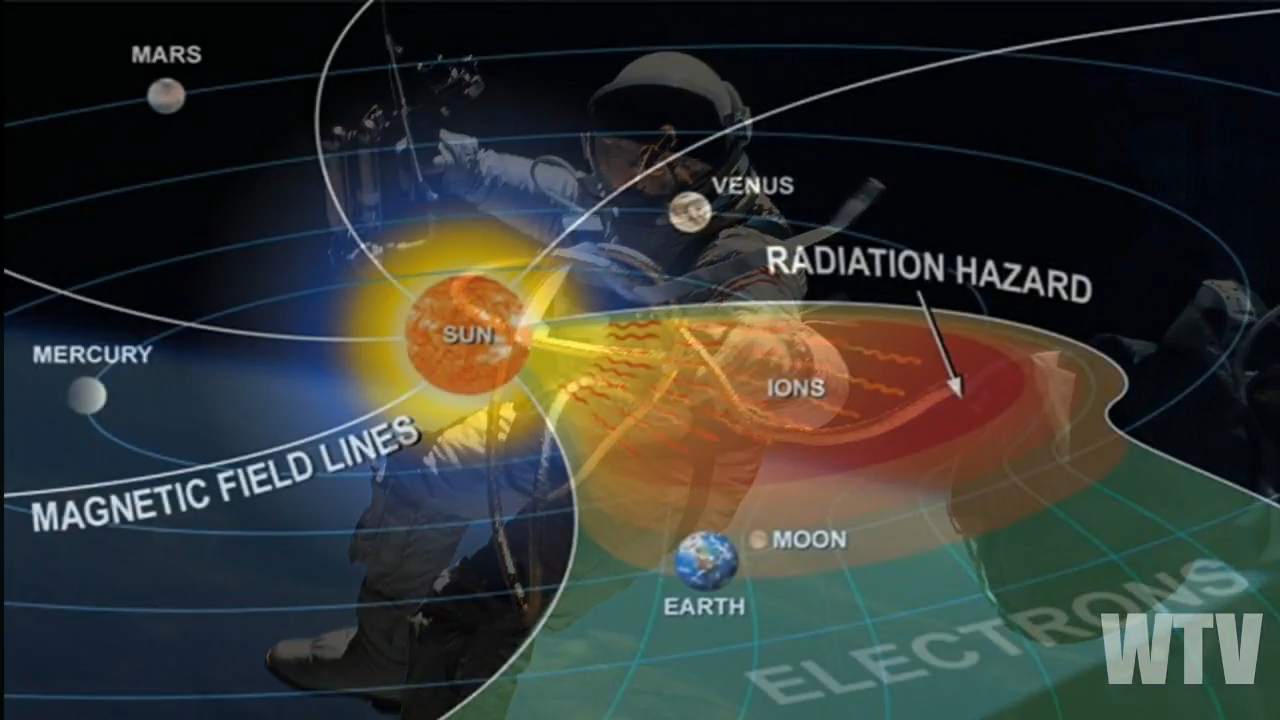 MARS
VENUS
RADIATION HAZARD
SUN
MERCURY
IONS
MAGNETIC FIELD LINES
MOON
EARTH
ELECTRONS
WTV